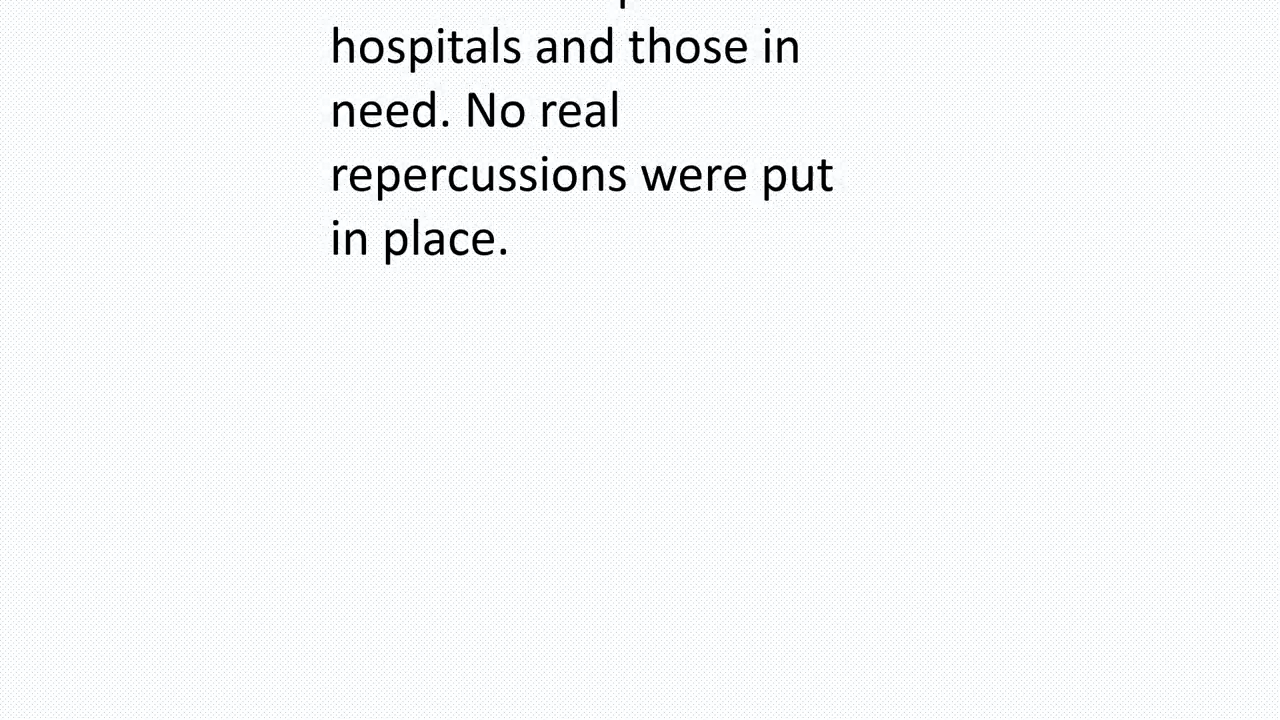 hospitals and those in
need. No real
repercussions were put
in place.